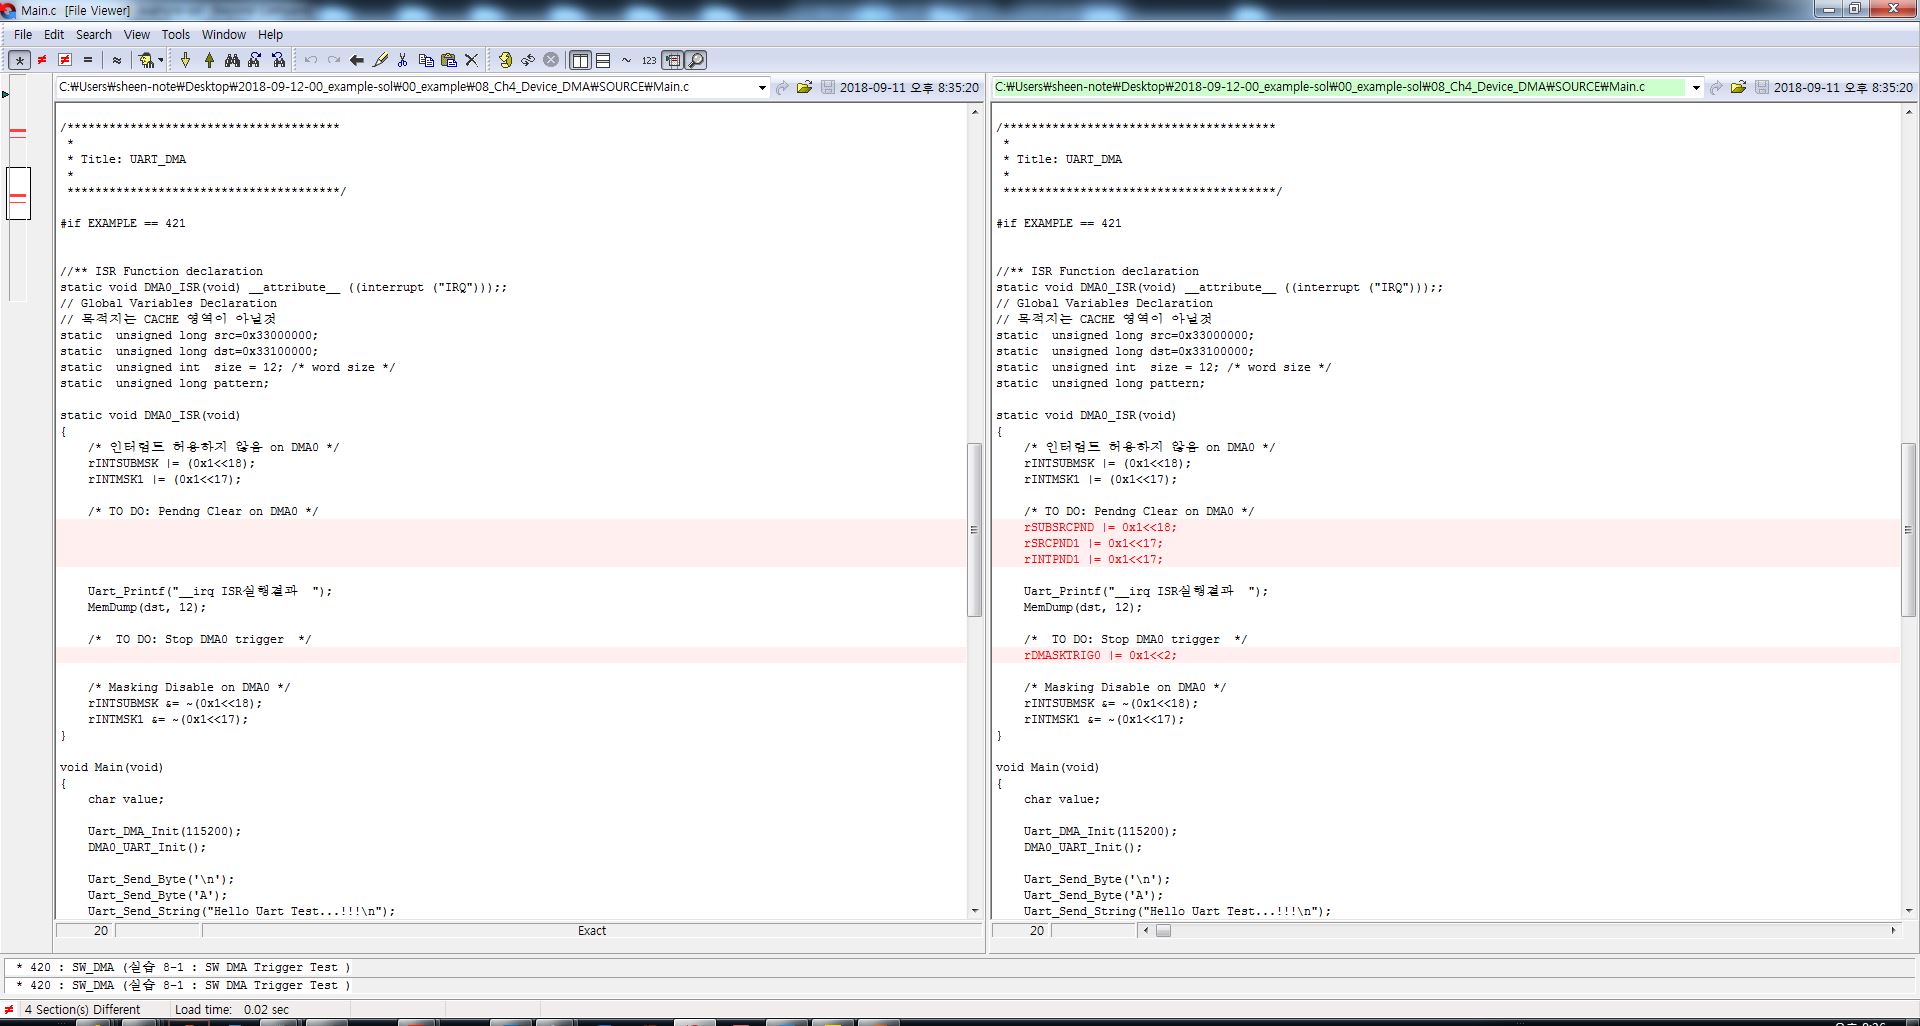 Main.c [File Viewer]
File Edit Search View Tools Window Help
123
C:₩Users₩sheen-note₩Desktop₩2018-09-12-00_example-sol₩00_example₩08_Ch4_Device_DMA₩SOURCE₩Main.c
2018-09-11 오후 8:35:20
/***************************************
 *
 * Title: UART_DMA
 *
 ***************************************/
#if EXAMPLE == 421
//** ISR Function declaration
static void DMA0_ISR(void) __attribute__ ((interrupt ("IRQ")));;
// Global Variables Declaration
// 목적지는 CACHE 영역이 아닐것
static  unsigned long src=0x33000000;
static  unsigned long dst=0x33100000;
static  unsigned int  size = 12; /* word size */
static  unsigned long pattern;
static void DMA0_ISR(void)
{
    /* 인터럽트 허용하지 않음 on DMA0 */
    rINTSUBMSK |= (0x1<<18);
    rINTMSK1 |= (0x1<<17);
    /* TO DO: Pendng Clear on DMA0 */
    Uart_Printf("__irq ISR실행결과  ");
    MemDump(dst, 12);
    /*  TO DO: Stop DMA0 trigger  */
    /* Masking Disable on DMA0 */
    rINTSUBMSK &= ~(0x1<<18);
    rINTMSK1 &= ~(0x1<<17);
}
void Main(void)
{
    char value;
    Uart_DMA_Init(115200);
    DMA0_UART_Init();
    Uart_Send_Byte('\n');
    Uart_Send_Byte('A');
    Uart_Send_String("Hello Uart Test...!!!\n");
20
Exact
C:₩Users₩sheen-note₩Desktop₩2018-09-12-00_example-sol₩00_example-sol₩08_Ch4_Device_DMA₩SOURCE₩Main.c
2018-09-11 오후 8:35:20
/***************************************
 *
 * Title: UART_DMA
 *
 ***************************************/
#if EXAMPLE == 421
//** ISR Function declaration
static void DMA0_ISR(void) __attribute__ ((interrupt ("IRQ")));;
// Global Variables Declaration
// 목적지는 CACHE 영역이 아닐것
static  unsigned long src=0x33000000;
static  unsigned long dst=0x33100000;
static  unsigned int  size = 12; /* word size */
static  unsigned long pattern;
static void DMA0_ISR(void)
{
    /* 인터럽트 허용하지 않음 on DMA0 */
    rINTSUBMSK |= (0x1<<18);
    rINTMSK1 |= (0x1<<17);
    /* TO DO: Pendng Clear on DMA0 */
    rSUBSRCPND |= 0x1<<18;
    rSRCPND1 |= 0x1<<17;
    rINTPND1 |= 0x1<<17;
    Uart_Printf("__irq ISR실행결과  ");
    MemDump(dst, 12);
    /*  TO DO: Stop DMA0 trigger  */
    rDMASKTRIG0 |= 0x1<<2;
    /* Masking Disable on DMA0 */
    rINTSUBMSK &= ~(0x1<<18);
    rINTMSK1 &= ~(0x1<<17);
}
void Main(void)
{
    char value;
    Uart_DMA_Init(115200);
    DMA0_UART_Init();
    Uart_Send_Byte('\n');
    Uart_Send_Byte('A');
    Uart_Send_String("Hello Uart Test...!!!\n");
20
* 420 : SW_DMA (실습 8-1 : SW DMA Trigger Test )
* 420 : SW_DMA (실습 8-1 : SW DMA Trigger Test )
4 Section(s) Different
Load time: 0.02 sec